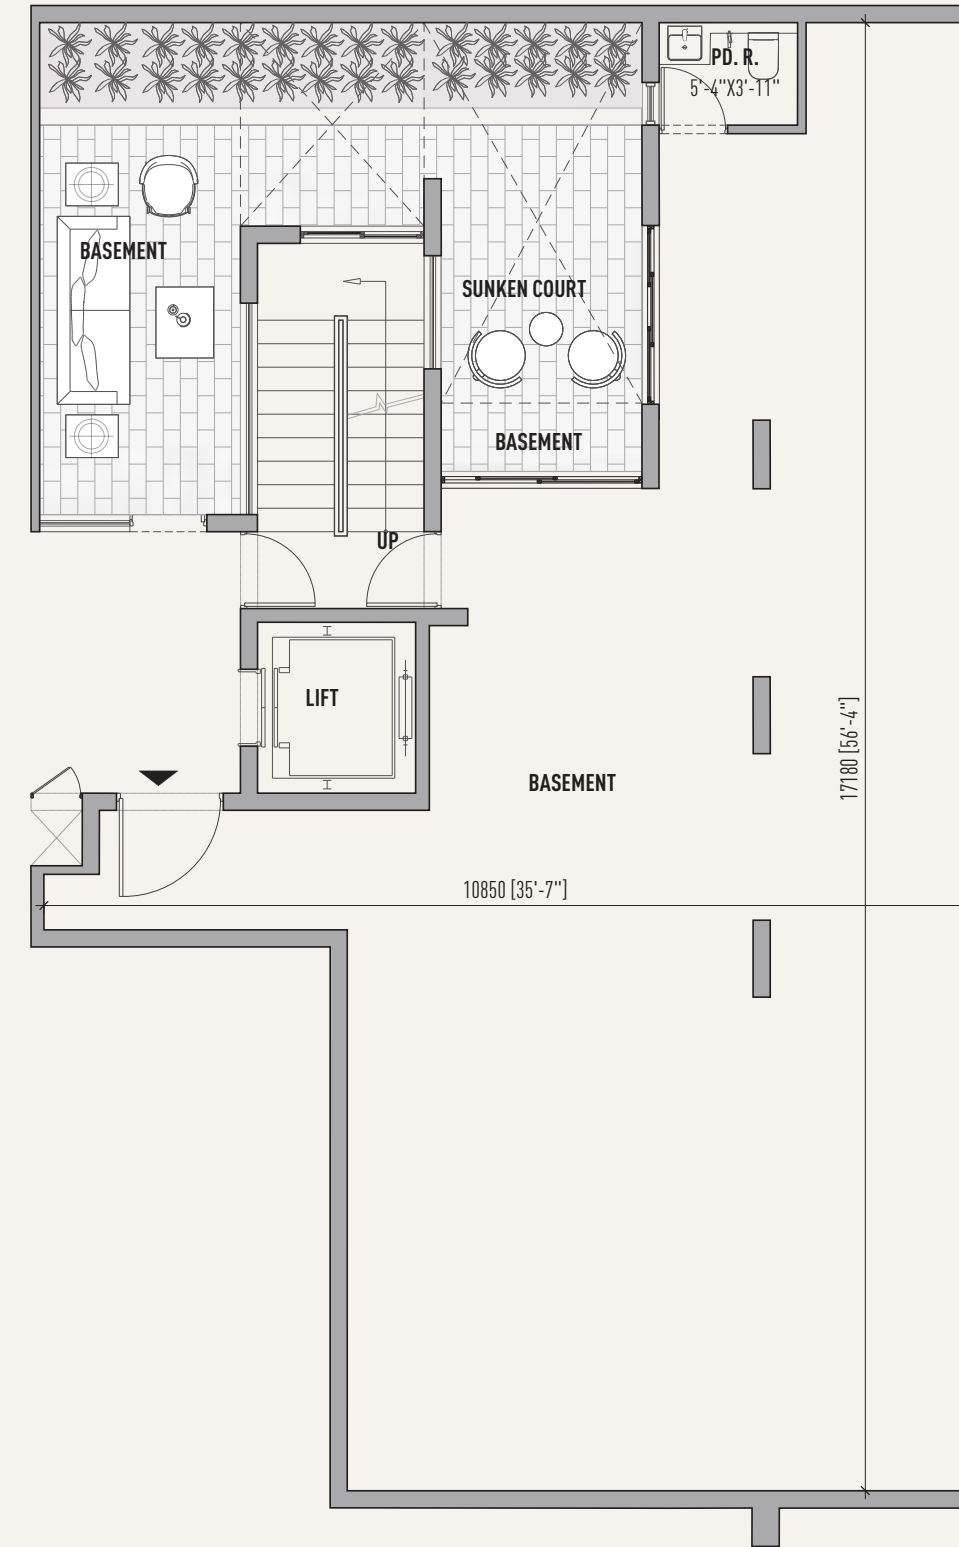 PD. R.
5'-4"X3'-11"
BASEMENT
SUNKEN COURT
BASEMENT
UP
LIFT
BASEMENT
17180 [56'-4"]
10850 [35'-7"]